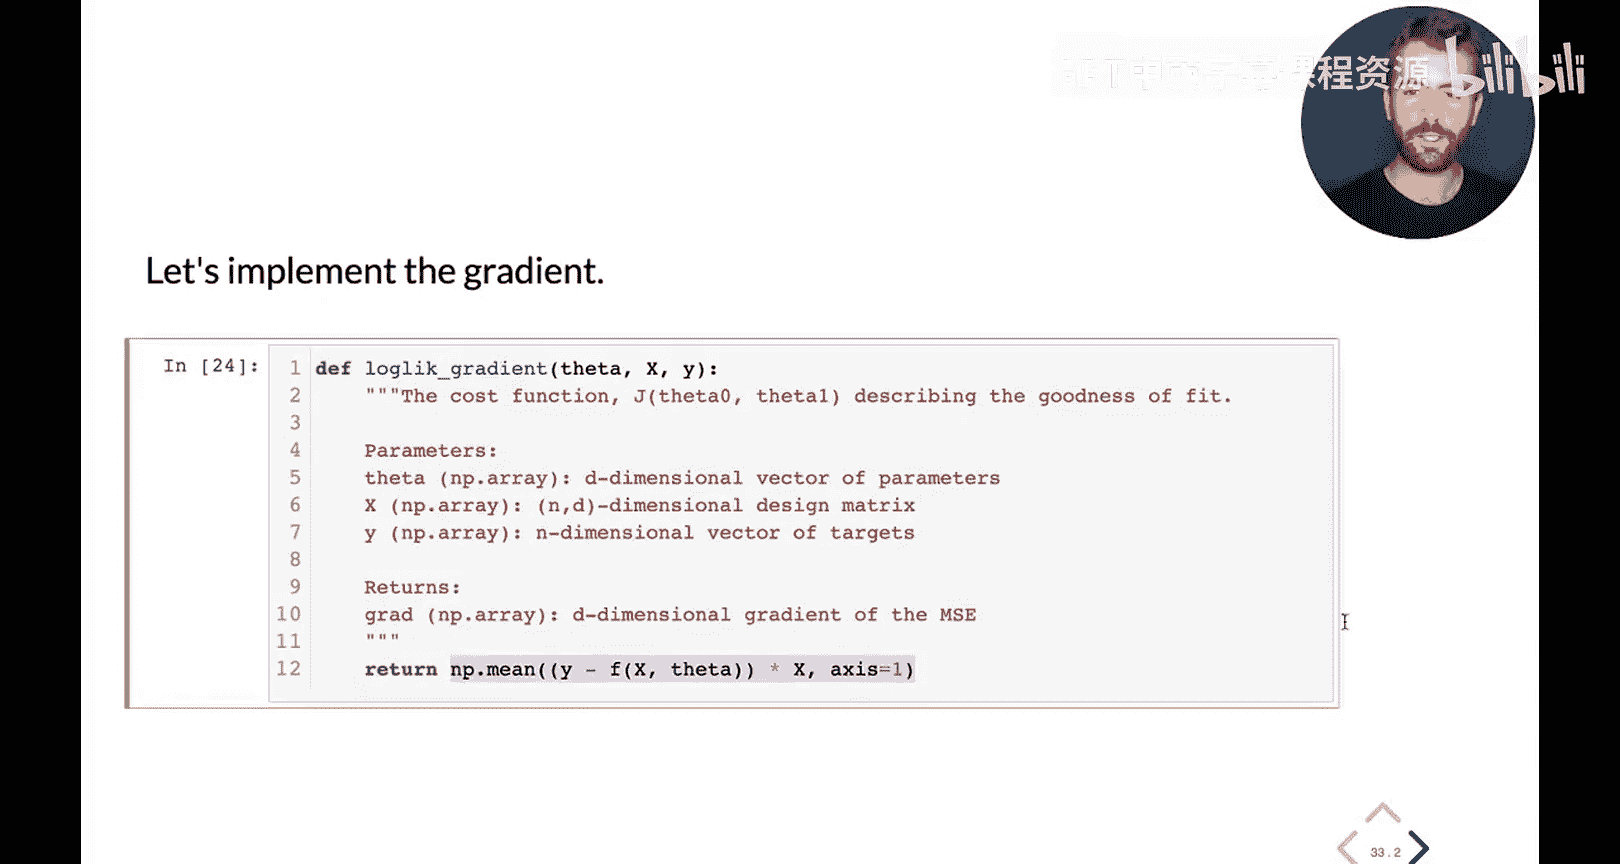 课程资源
bilibili
Let's implement the gradient.
In [24]:
1 def loglik_gradient(theta, X, y):
2 """The cost function, J(theta0, theta1) describing the goodness of fit.
3
4 Parameters:
5 theta (np.array): d-dimensional vector of parameters
6 X (np.array): (n,d)-dimensional design matrix
7 y (np.array): n-dimensional vector of targets
8
9 Returns:
10 grad (np.array): d-dimensional gradient of the MSE
11 """
12 return np.mean((y - f(X, theta)) * X, axis=1)
33.2